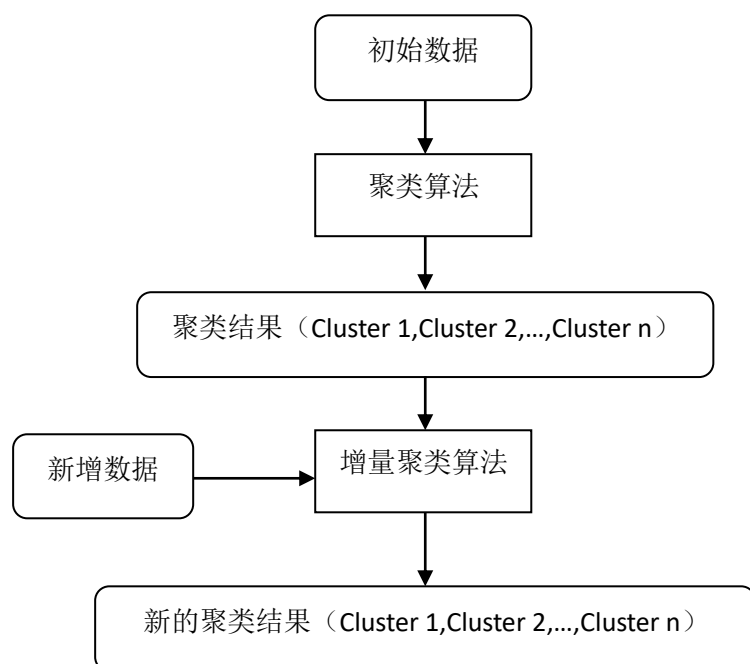 初始数据
聚类算法
聚类结果（Cluster 1,Cluster 2,…,Cluster n）
新增数据
增量聚类算法
新的聚类结果（Cluster 1,Cluster 2,…,Cluster n）